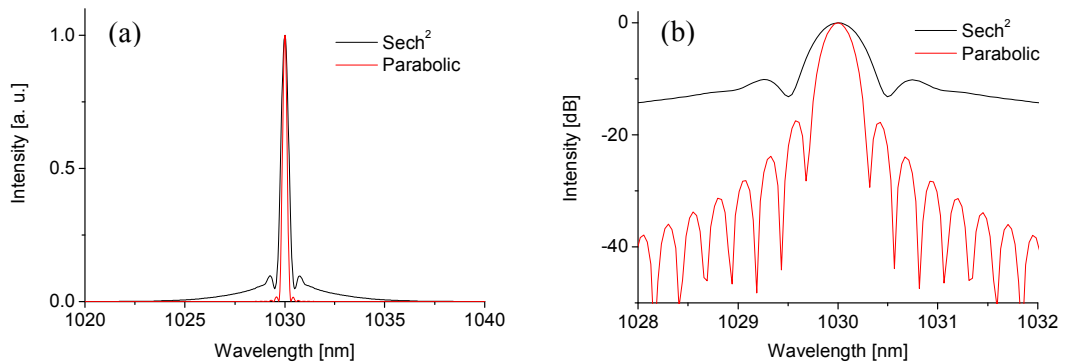 (a)
Sech²
Parabolic
1.0
0.5
0.0
Intensity [a. u.]
1020
1025
1030
1035
1040
Wavelength [nm]
(b)
Sech²
Parabolic
0
-20
-40
Intensity [dB]
1028
1029
1030
1031
1032
Wavelength [nm]